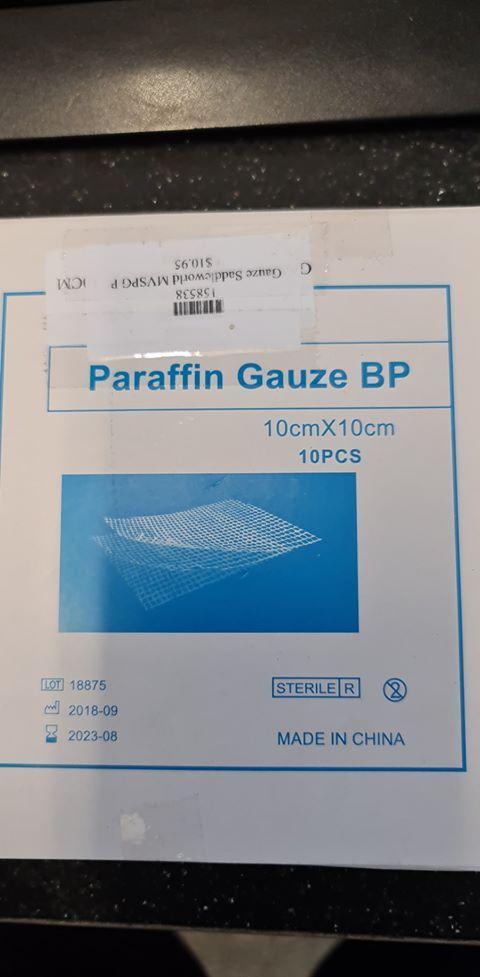 $10.95
Gauze Saddleworld MVSPG P
158538
Paraffin Gauze BP
10cmX10cm
10PCS
LOT 18875
2018-09
2023-08
STERILE R
2
MADE IN CHINA